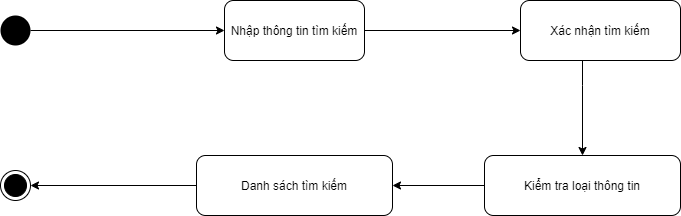 Nhập thông tin tìm kiếm
Xác nhận tìm kiếm
Kiểm tra loại thông tin
Danh sách tìm kiếm